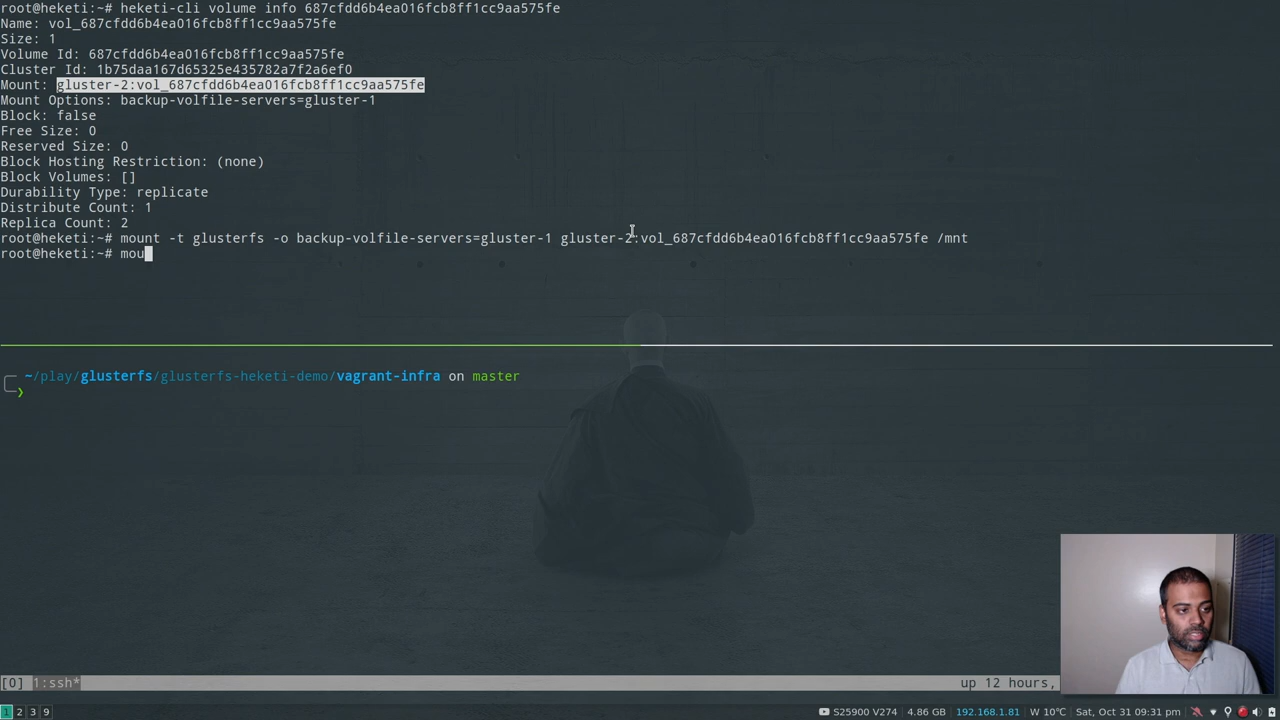 root@heketi:~# heketi-cli volume info 687cfdd6b4ea016fcb8ff1cc9aa575fe
Name: vol_687cfdd6b4ea016fcb8ff1cc9aa575fe
Size: 1
Volume Id: 687cfdd6b4ea016fcb8ff1cc9aa575fe
Cluster Id: 1b75daa167d65325e435782a7f2a6ef0
Mount: gluster-2:vol_687cfdd6b4ea016fcb8ff1cc9aa575fe
Mount Options: backup-volfile-servers=gluster-1
Block: false
Free Size: 0
Reserved Size: 0
Block Hosting Restriction: (none)
Block Volumes: []
Durability Type: replicate
Distribute Count: 1
Replica Count: 2
root@heketi:~# mount -t glusterfs -o backup-volfile-servers=gluster-1 gluster-2:vol_687cfdd6b4ea016fcb8ff1cc9aa575fe /mnt
root@heketi:~# mou
~/play/glusterfs/glusterfs-heketi-demo/vagrant-infra on master
❯
[0] 1:ssh* up 12 hours,
1 2 3 9 S25900 V274 4.86 GB 192.168.1.81 W 10°C Sat, Oct 31 09:31 pm